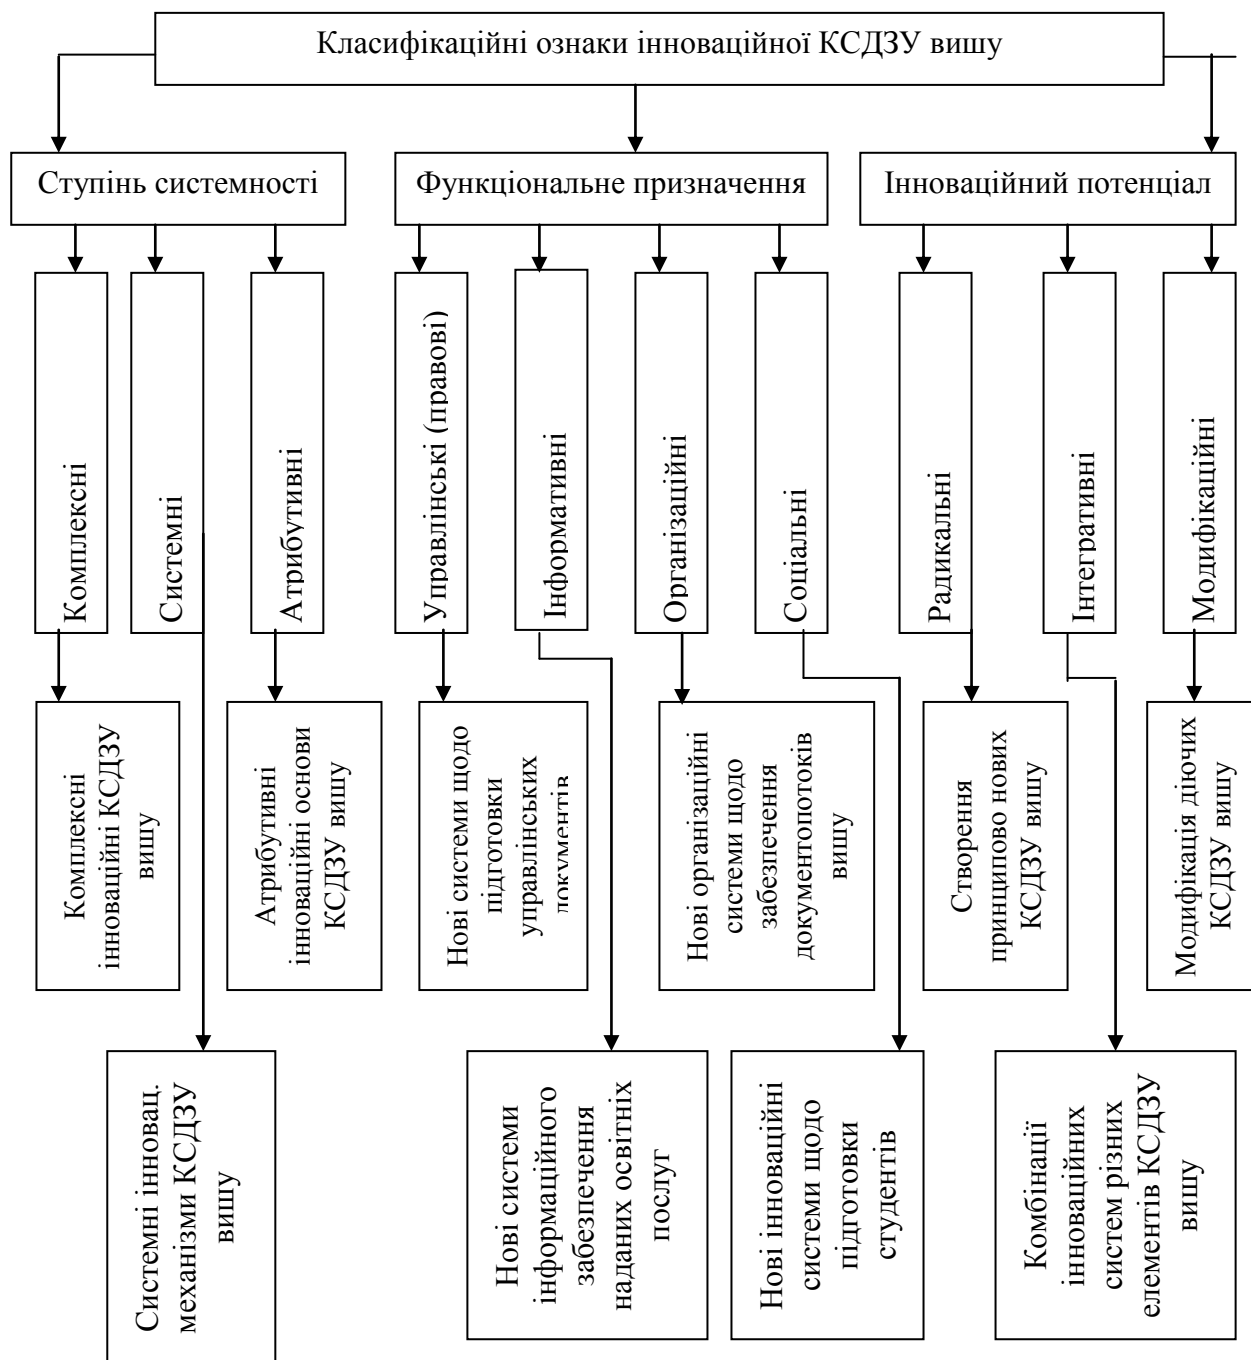 Класифікаційні ознаки інноваційної КСДЗУ вишу
Ступінь системності
Функціональне призначення
Інноваційний потенціал
Комплексні
Системні
Атрибутивні
Управлінські (правові)
Інформативні
Організаційні
Соціальні
Радикальні
Інтегративні
Модифікаційні
Комплексні
інноваційні КСДЗУ
вишу
Атрибутивні
інноваційні основи
КСДЗУ вишу
Нові системи щодо
підготовки
управлінських
документів
Нові організаційні
системи щодо
забезпечення
документопотоків
вишу
Створення
принципово нових
КСДЗУ вишу
Модифікація діючих
КСДЗУ вишу
Системні інновац.
механізми КСДЗУ
вишу
Нові системи
інформаційного
забезпечення
наданих освітніх
послуг
Нові інноваційні
системи щодо
підготовки
студентів
Комбінації
інноваційних
систем різних
елементів КСДЗУ
вишу